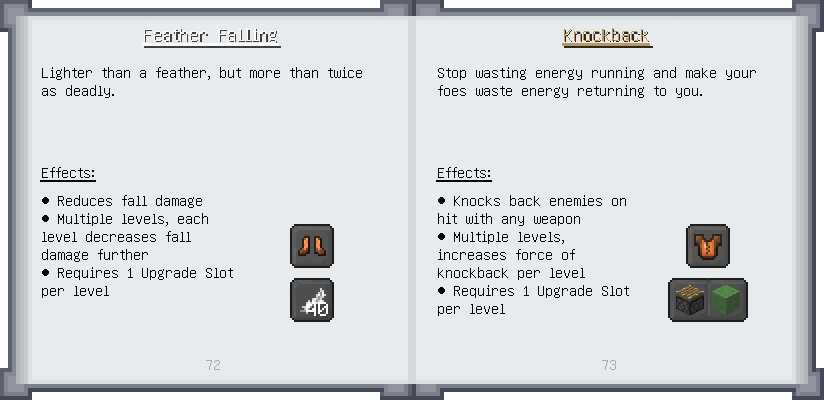 Feather Falling
Lighter than a feather, but more than twice
as deadly.
Effects:
● Reduces fall damage
● Multiple levels, each
level decreases fall
damage further
● Requires 1 Upgrade Slot
per level
40
72
Knockback
Stop wasting energy running and make your
foes waste energy returning to you.
Effects:
● Knocks back enemies on
hit with any weapon
● Multiple levels,
increases force of
knockback per level
● Requires 1 Upgrade Slot
per level
73